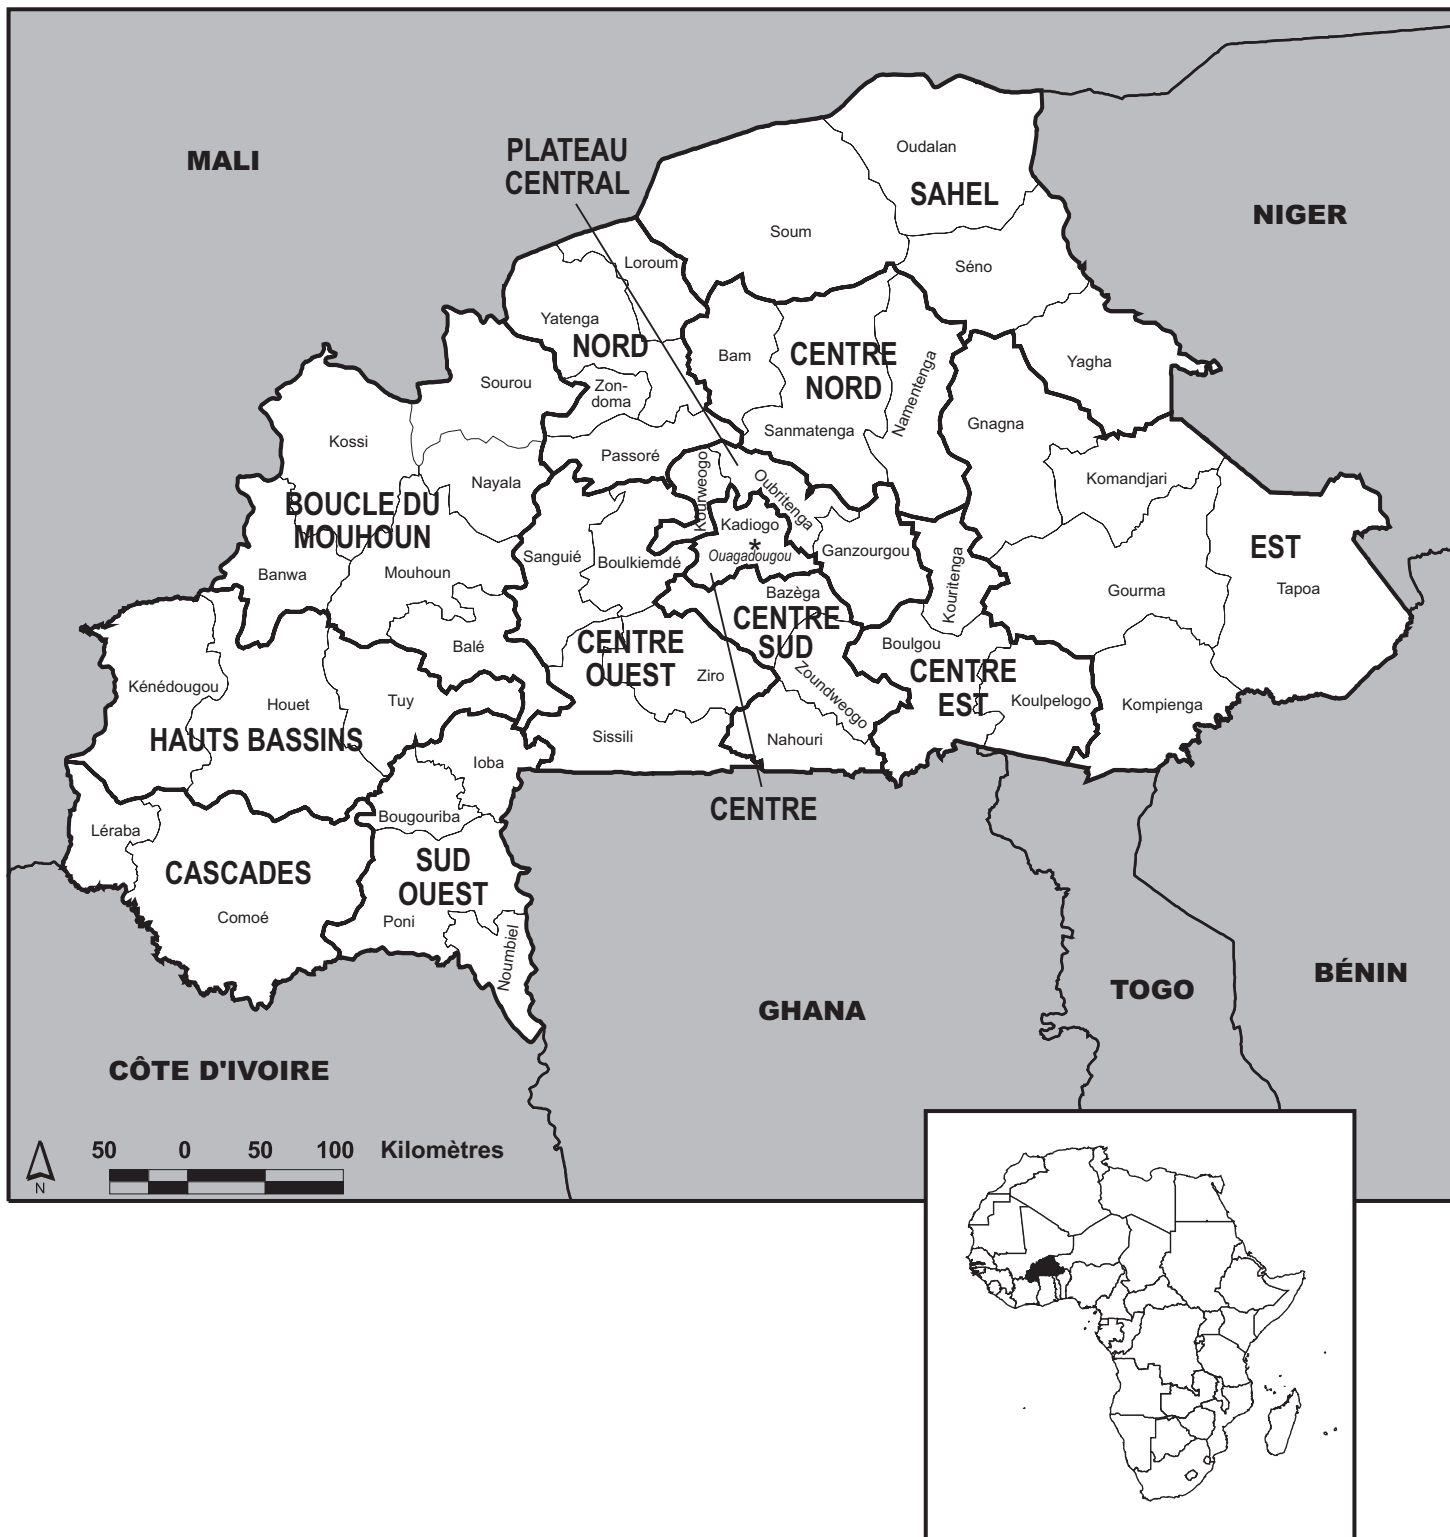 MALI
PLATEAU
CENTRAL
Oudalan
SAHEL
NIGER
Soum
Séno
Loroum
Yatenga
NORD
Bam
CENTRE
NORD
Namentenga
Yagha
Sourou
Zon-
doma
Kossi
Sanmatenga
Gnagna
Passoré
Komandjari
Nayala
Kourweogo
Oubritenga
BOUCLE DU
MOUHOUN
Kadiogo
*
Ouagadougou
Ganzourgou
EST
Sanguié
Boulkiemdé
Kouritenga
Banwa
Mouhoun
Gourma
Tapoa
Bazèga
CENTRE
SUD
Balé
CENTRE
OUEST
Boulgou
CENTRE
EST
Ziro
Zoundweogo
Kénédougou
Houet
Tuy
Koulpelogo
Kompienga
HAUTS BASSINS
Sissili
Nahouri
Ioba
CENTRE
Bougouriba
Léraba
CASCADES
SUD
OUEST
Comoé
Poni
Noumbiel
GHANA
TOGO
BÉNIN
CÔTE D'IVOIRE
50 0 50 100 Kilomètres
N